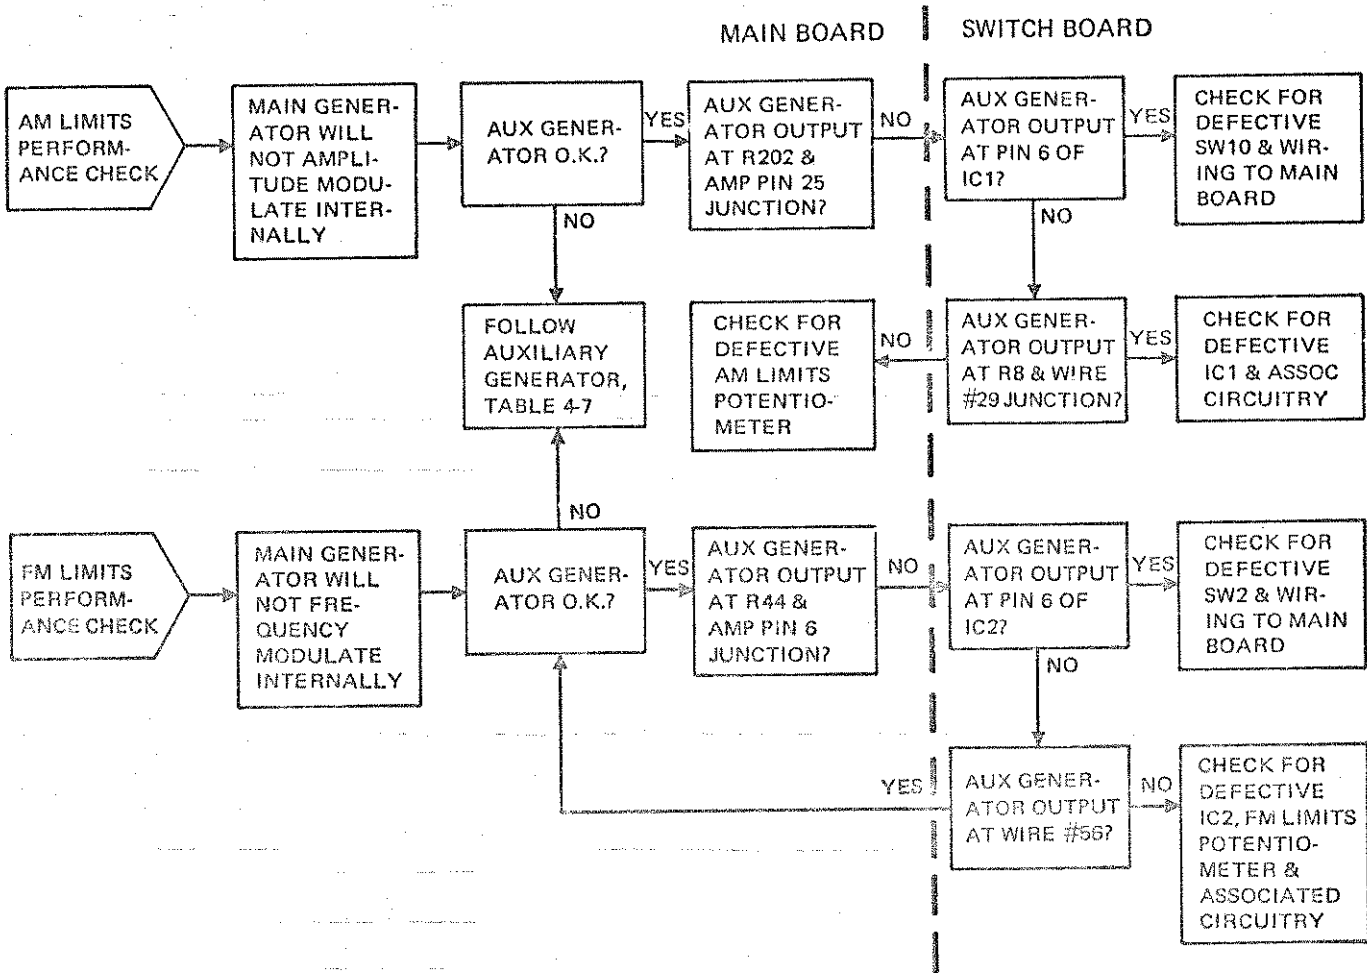 MAIN BOARD
SWITCH BOARD
AM LIMITS
PERFORM-
ANCE CHECK
MAIN GENER-
ATOR WILL
NOT AMPLI-
TUDE MODU-
LATE INTER-
NALLY
AUX GENER-
ATOR O.K.?
YES
NO
AUX GENER-
ATOR OUTPUT
AT R202 &
AMP PIN 25
JUNCTION?
NO
AUX GENER-
ATOR OUTPUT
AT PIN 6 OF
IC1?
YES
NO
CHECK FOR
DEFECTIVE
SW10 & WIR-
ING TO MAIN
BOARD
FOLLOW
AUXILIARY
GENERATOR,
TABLE 4-7
CHECK FOR
DEFECTIVE
AM LIMITS
POTENTIO-
METER
NO
AUX GENER-
ATOR OUTPUT
AT R8 & WIRE
#29 JUNCTION?
YES
CHECK FOR
DEFECTIVE
IC1 & ASSOC
CIRCUITRY
NO
FM LIMITS
PERFORM-
ANCE CHECK
MAIN GENER-
ATOR WILL
NOT FRE-
QUENCY
MODULATE
INTERNALLY
AUX GENER-
ATOR O.K.?
YES
AUX GENER-
ATOR OUTPUT
AT R44 &
AMP PIN 6
JUNCTION?
NO
AUX GENER-
ATOR OUTPUT
AT PIN 6 OF
IC2?
YES
NO
CHECK FOR
DEFECTIVE
SW2 & WIR-
ING TO MAIN
BOARD
YES
AUX GENER-
ATOR OUTPUT
AT WIRE #56?
NO
CHECK FOR
DEFECTIVE
IC2, FM LIMITS
POTENTIO-
METER &
ASSOCIATED
CIRCUITRY